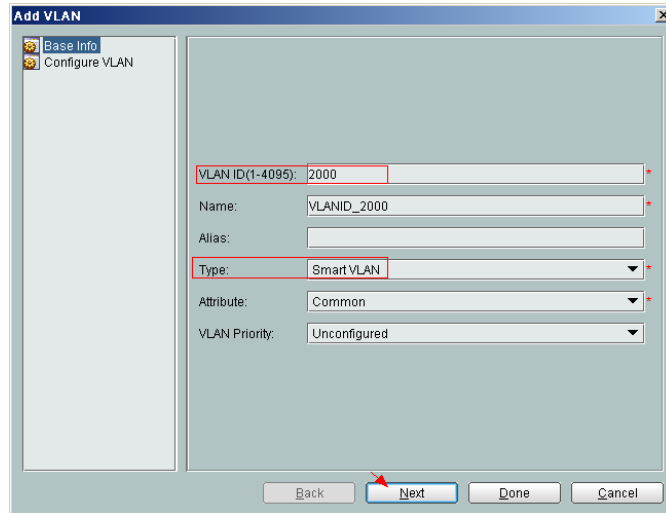 Add VLAN
Base Info
Configure VLAN
VLAN ID(1-4095): 2000 *
Name: VLANID_2000 *
Alias:
Type: Smart VLAN *
Attribute: Common *
VLAN Priority: Unconfigured
Back Next Done Cancel